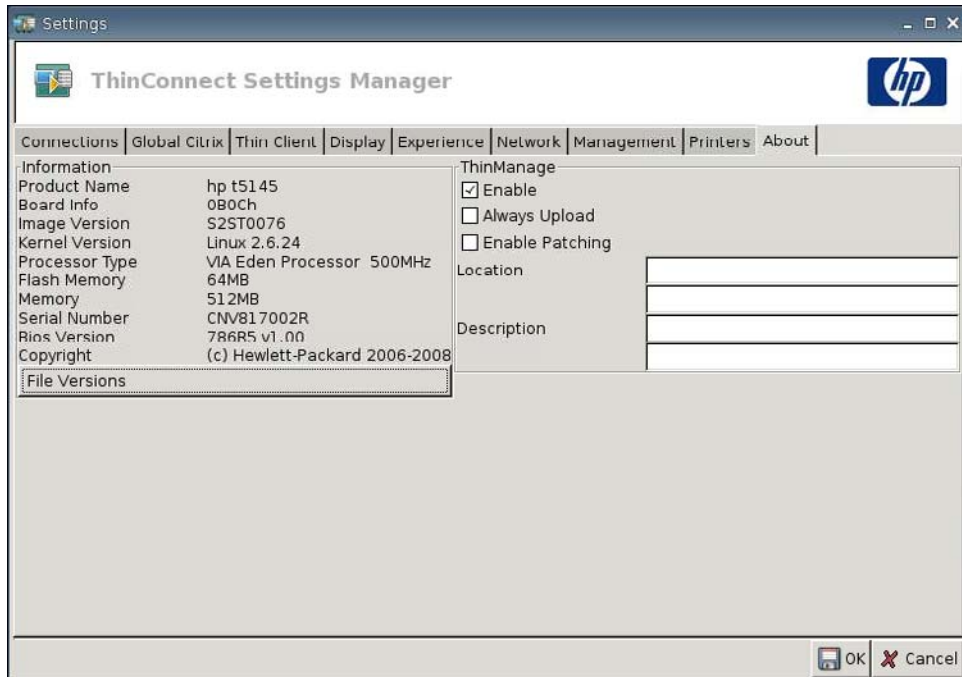 Settings
ThinConnect Settings Manager
hp
Connections Global Citrix Thin Client Display Experience Network Management Printers About
Information
Product Name hp t5145
Board Info 0B0Ch
Image Version S2ST0076
Kernel Version Linux 2.6.24
Processor Type VIA Eden Processor 500MHz
Flash Memory 64MB
Memory 512MB
Serial Number CNV817002R
Bios Version 786R5 v1.00
Copyright (c) Hewlett-Packard 2006-2008
File Versions
ThinManage
Enable
Always Upload
Enable Patching
Location
Description
OK Cancel